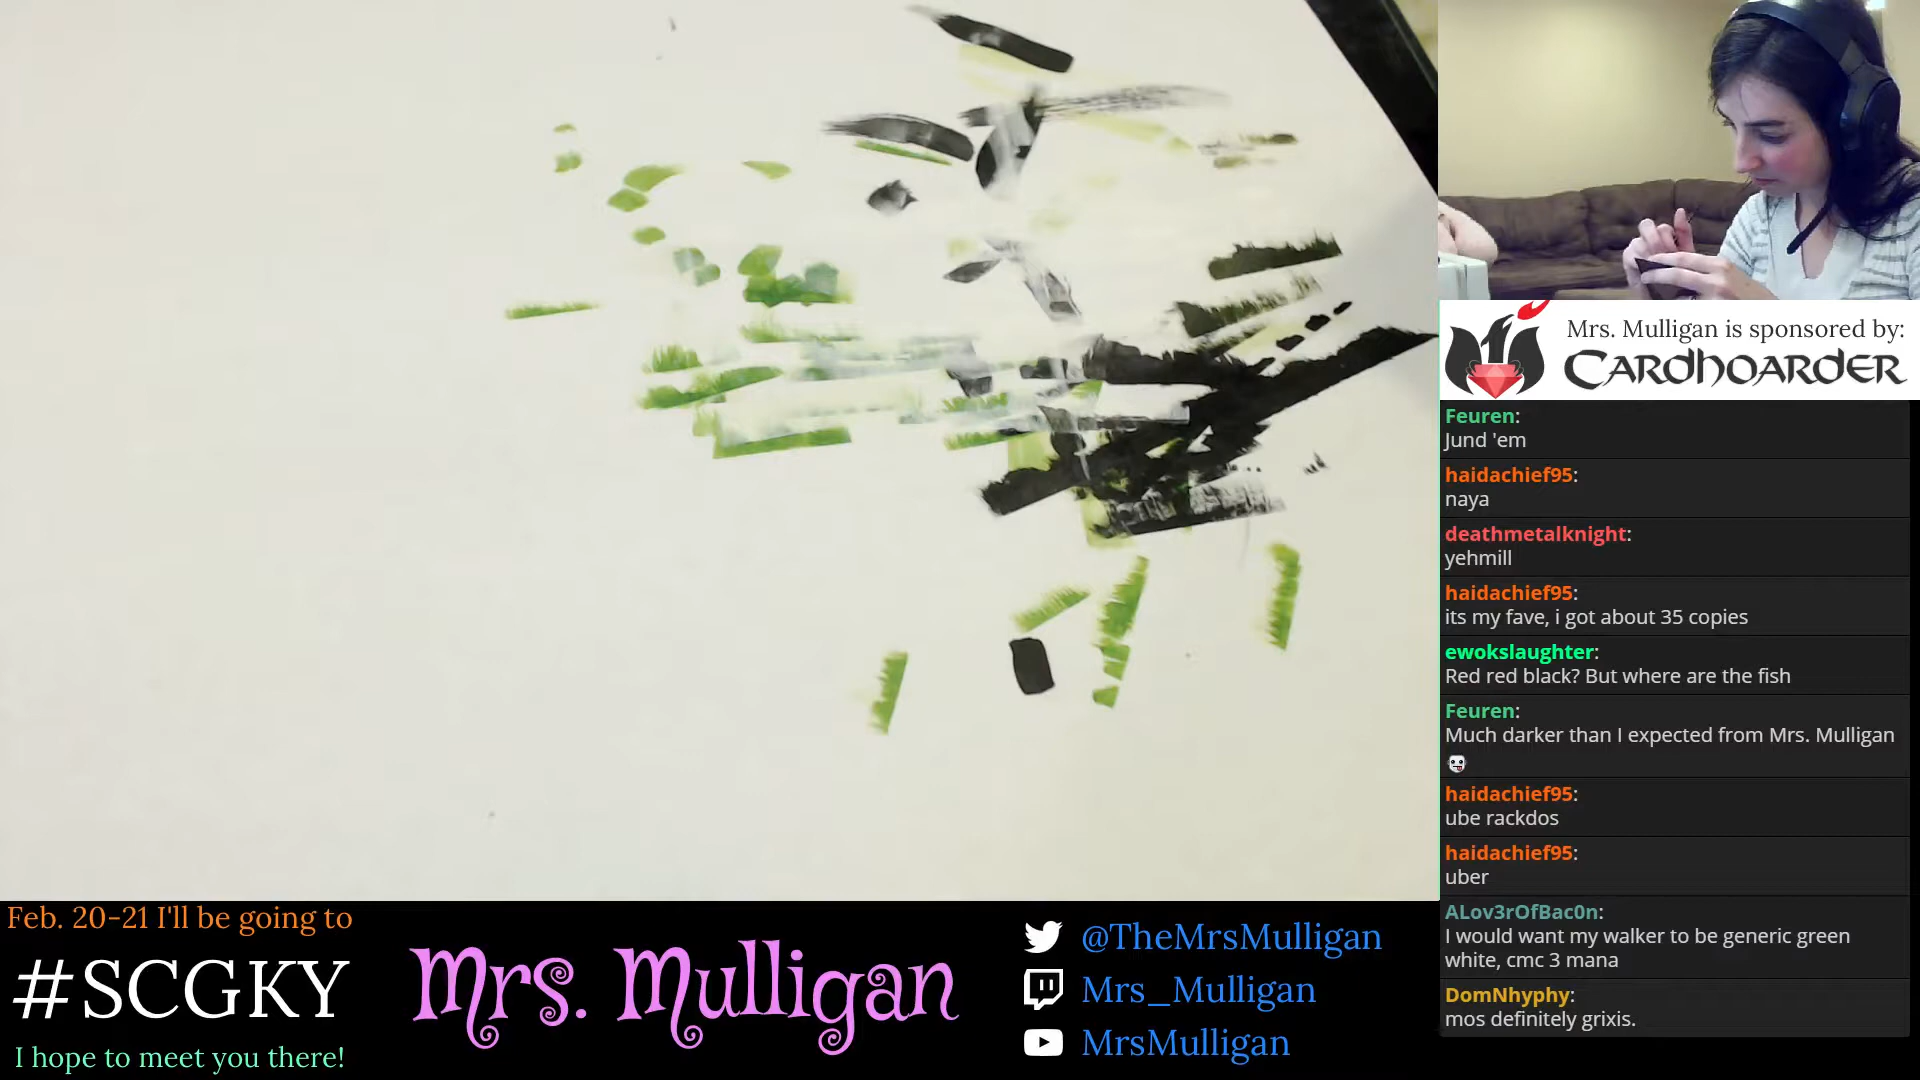 Mrs. Mulligan is sponsored by:
CARDHOARDER
Feuren:
Jund 'em
haidachief95:
naya
deathmetalknight:
yehmill
haidachief95:
its my fave, i got about 35 copies
ewokslaughter:
Red red black? But where are the fish
Feuren:
Much darker than I expected from Mrs. Mulligan
haidachief95:
ube rackdos
haidachief95:
uber
ALov3rOfBac0n:
I would want my walker to be generic green
white, cmc 3 mana
DomNhyphy:
mos definitely grixis.
Feb. 20-21 I'll be going to
#SCGKY
I hope to meet you there!
Mrs. Mulligan
@TheMrsMulligan
Mrs_Mulligan
MrsMulligan